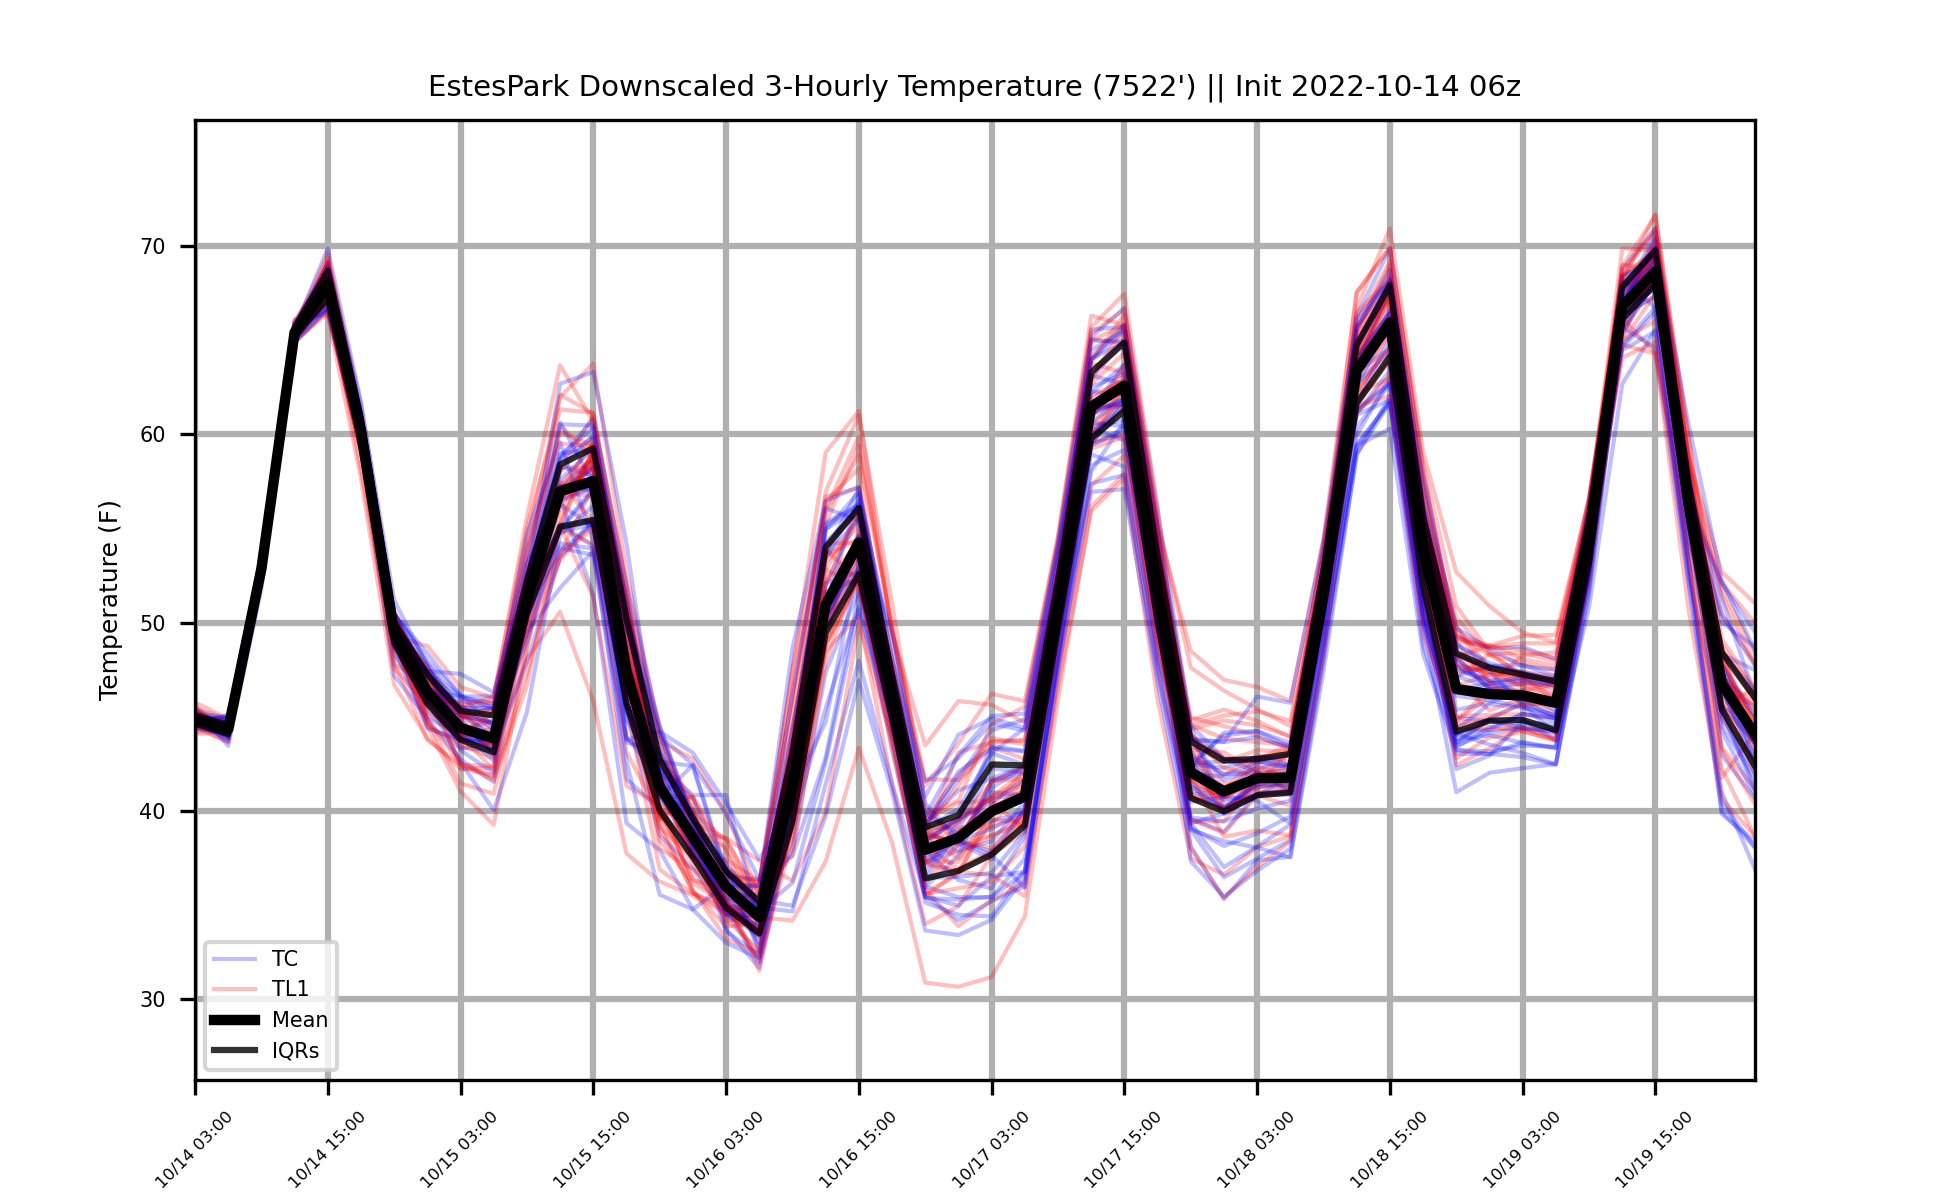 EstesPark Downscaled 3-Hourly Temperature (7522') || Init 2022-10-14 06z
Temperature (F)
70
60
50
40
30
TC
TL1
Mean
IQRs
10/14 03:00
10/14 15:00
10/15 03:00
10/15 15:00
10/16 03:00
10/16 15:00
10/17 03:00
10/17 15:00
10/18 03:00
10/18 15:00
10/19 03:00
10/19 15:00